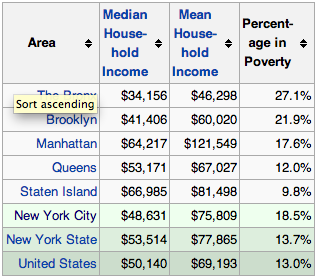 Area Median House- hold Income Mean House- hold Income Percent- age in Poverty
The Bronx $34,156 $46,298 27.1%
Sort ascending
Brooklyn $41,406 $60,020 21.9%
Manhattan $64,217 $121,549 17.6%
Queens $53,171 $67,027 12.0%
Staten Island $66,985 $81,498 9.8%
New York City $48,631 $75,809 18.5%
New York State $53,514 $77,865 13.7%
United States $50,140 $69,193 13.0%